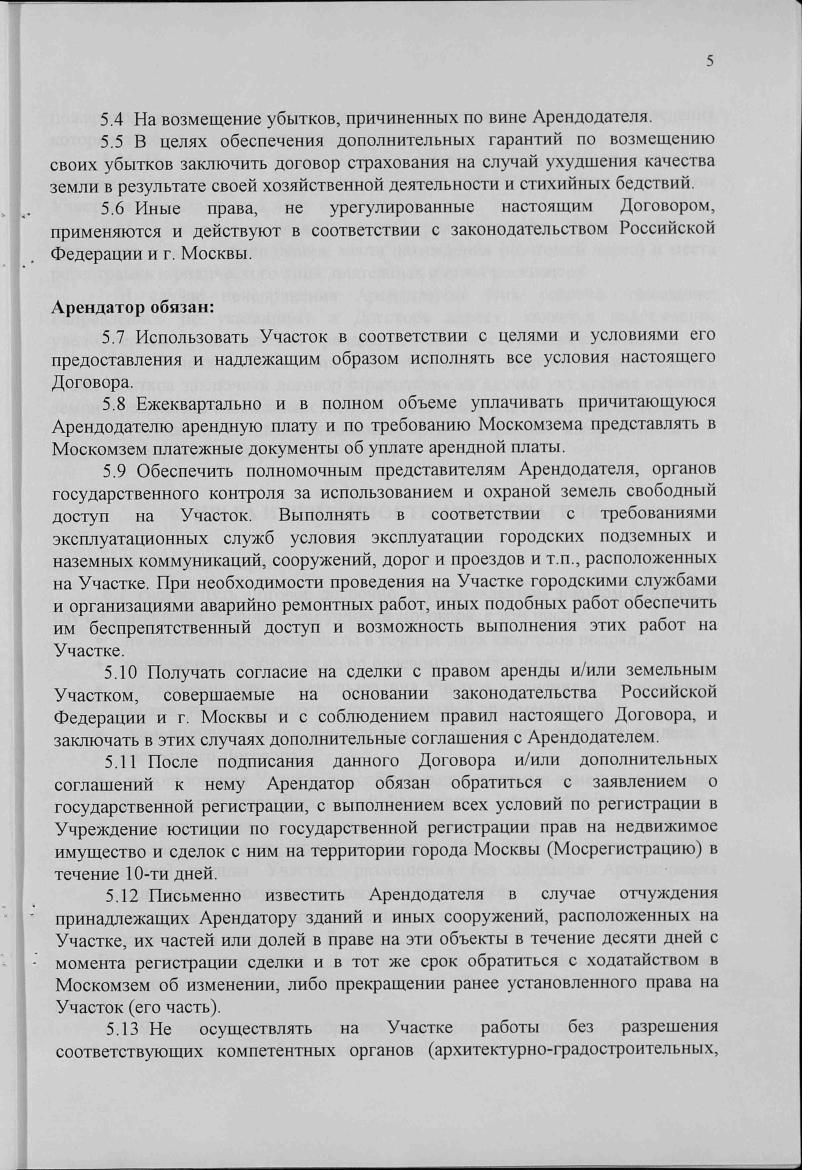 5
5.4 На возмещение убытков, причиненных по вине Арендодателя.
5.5 В целях обеспечения дополнительных гарантий по возмещению
своих убытков заключить договор страхования на случай ухудшения качества
земли в результате своей хозяйственной деятельности и стихийных бедствий.
5.6 Иные права, не урегулированные настоящим Договором,
применяются и действуют в соответствии с законодательством Российской
Федерации и г. Москвы.
Арендатор обязан:
5.7 Использовать Участок в соответствии с целями и условиями его
предоставления и надлежащим образом исполнять все условия настоящего
Договора.
5.8 Ежеквартально и в полном объеме уплачивать причитающуюся
Арендодателю арендную плату и по требованию Москомзема представлять в
Москомзем платежные документы об уплате арендной платы.
5.9 Обеспечить полномочным представителям Арендодателя, органов
государственного контроля за использованием и охраной земель свободный
доступ на Участок. Выполнять в соответствии с требованиями
эксплуатационных служб условия эксплуатации городских подземных и
наземных коммуникаций, сооружений, дорог и проездов и т.п., расположенных
на Участке. При необходимости проведения на Участке городскими службами
и организациями аварийно ремонтных работ, иных подобных работ обеспечить
им беспрепятственный доступ и возможность выполнения этих работ на
Участке.
5.10 Получать согласие на сделки с правом аренды и/или земельным
Участком, совершаемые на основании законодательства Российской
Федерации и г. Москвы и с соблюдением правил настоящего Договора, и
заключать в этих случаях дополнительные соглашения с Арендодателем.
5.11 После подписания данного Договора и/или дополнительных
соглашений к нему Арендатор обязан обратиться с заявлением о
государственной регистрации, с выполнением всех условий по регистрации в
Учреждение юстиции по государственной регистрации прав на недвижимое
имущество и сделок с ним на территории города Москвы (Мосрегистрацию) в
течение 10-ти дней.
5.12 Письменно известить Арендодателя в случае отчуждения
принадлежащих Арендатору зданий и иных сооружений, расположенных на
Участке, их частей или долей в праве на эти объекты в течение десяти дней с
момента регистрации сделки и в тот же срок обратиться с ходатайством в
Москомзем об изменении, либо прекращении ранее установленного права на
Участок (его часть).
5.13 Не осуществлять на Участке работы без разрешения
соответствующих компетентных органов (архитектурно-градостроительных,